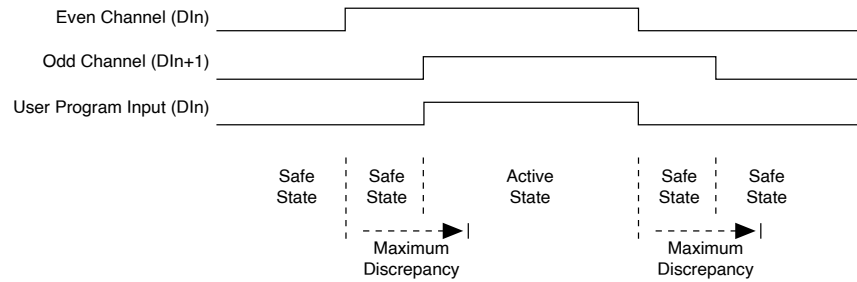 Even Channel (DIn)
Odd Channel (DIn+1)
User Program Input (DIn)
Safe
State
Safe
State
Active
State
Safe
State
Safe
State
Maximum
Discrepancy
Maximum
Discrepancy